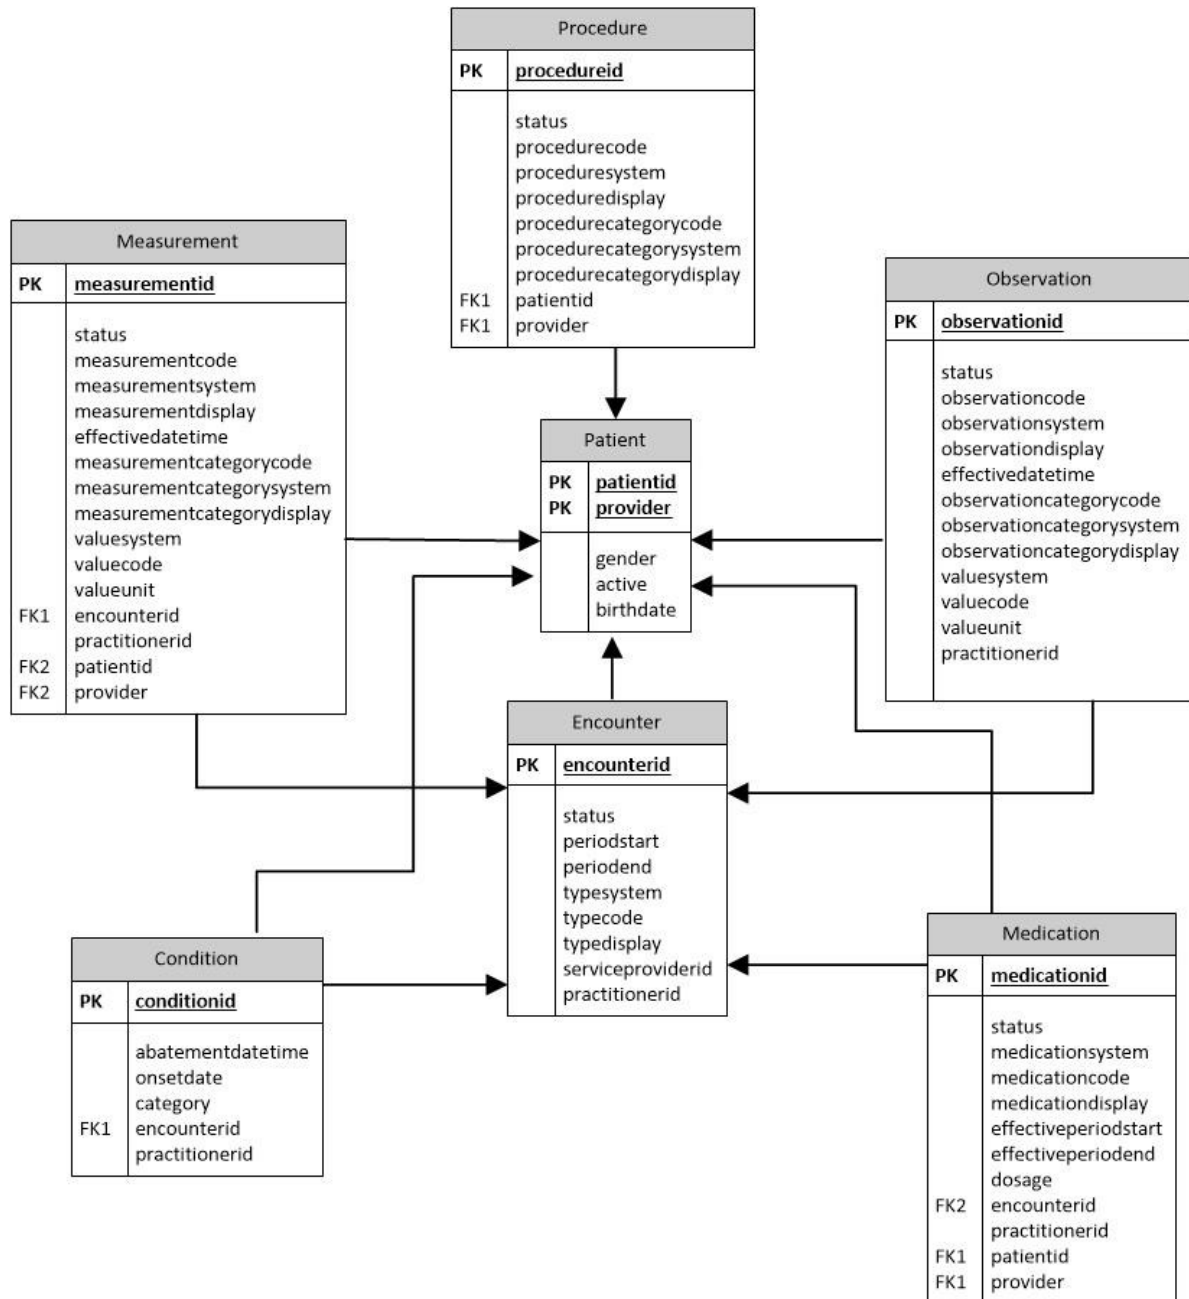 Procedure
PK procedureid
status
procedurecode
proceduresystem
proceduredisplay
procedurecategorycode
procedurecategorysystem
procedurecategorydisplay
FK1 patientid
FK1 provider
Measurement
PK measurementid
status
measurementcode
measurementsystem
measurementdisplay
effectivedatetime
measurementcategorycode
measurementcategorysystem
measurementcategorydisplay
valuesystem
valuecode
valueunit
FK1 encounterid
practitionerid
FK2 patientid
FK2 provider
Observation
PK observationid
status
observationcode
observationsystem
observationdisplay
effectivedatetime
observationcategorycode
observationcategorysystem
observationcategorydisplay
valuesystem
valuecode
valueunit
practitionerid
Patient
PK patientid
PK provider
gender
active
birthdate
Encounter
PK encounterid
status
periodstart
periodend
typesystem
typecode
typedisplay
serviceproviderid
practitionerid
Condition
PK conditionid
abatementdatetime
onsetdate
category
FK1 encounterid
practitionerid
Medication
PK medicationid
status
medicationsystem
medicationcode
medicationdisplay
effectiveperiodstart
effectiveperiodend
dosage
FK2 encounterid
practitionerid
FK1 patientid
FK1 provider